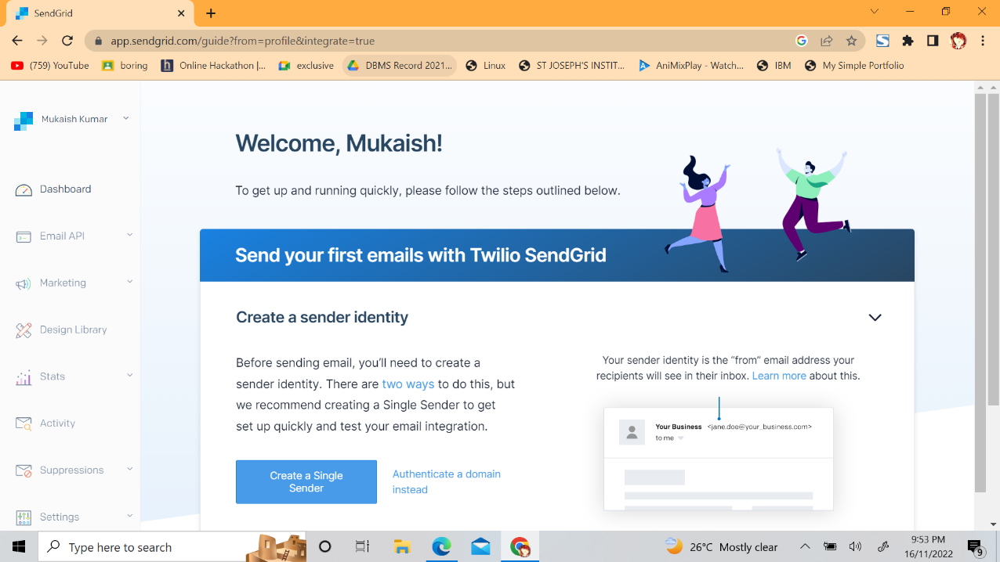 SendGrid
app.sendgrid.com/guide?from=profile&integrate=true
(759) YouTube
boring
Online Hackathon |...
exclusive
DBMS Record 2021...
Linux
ST JOSEPH'S INSTIT...
AniMixPlay - Watch...
IBM
My Simple Portfolio
Mukaish Kumar
Dashboard
Email API
Marketing
Design Library
Stats
Activity
Suppressions
Settings
Welcome, Mukaish!
To get up and running quickly, please follow the steps outlined below.
Send your first emails with Twilio SendGrid
Create a sender identity
Before sending email, you'll need to create a
sender identity. There are two ways to do this, but
we recommend creating a Single Sender to get
set up quickly and test your email integration.
Create a Single
Sender
Authenticate a domain
instead
Your sender identity is the “from” email address your
recipients will see in their inbox. Learn more about this.
Your Business <jane.doe@your_business.com>
to me
Type here to search
26°C Mostly clear
9:53 PM
16/11/2022
9